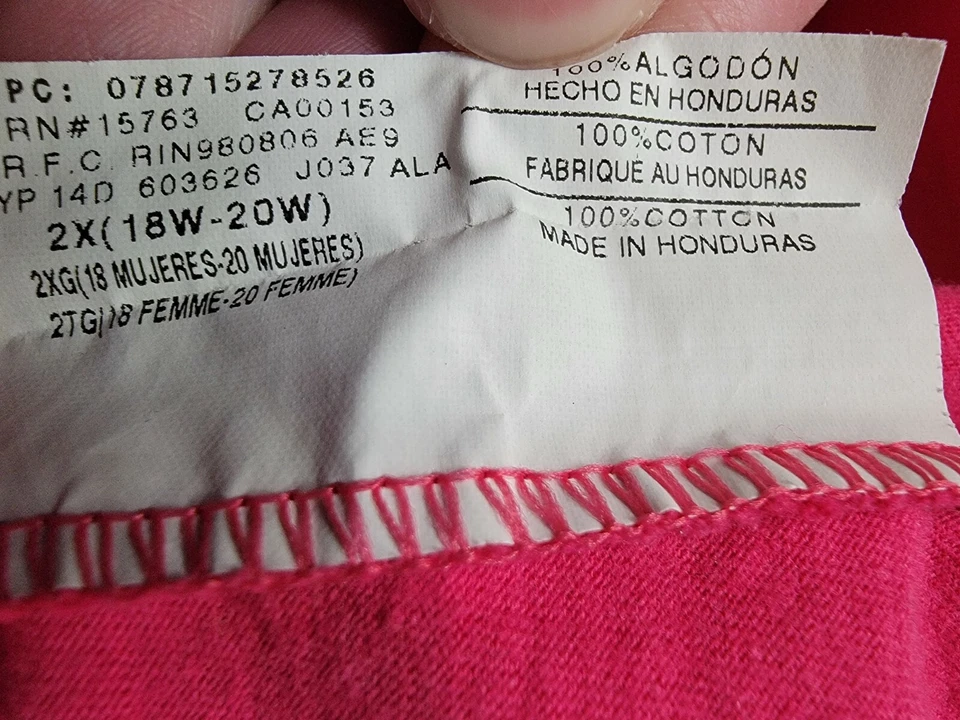 PC: 078715278526
RN#15763 CA00153
R.F.C. RIN980806 AE9
YP 14D 603626 J037 ALA
2X(18W-20W)
2XG(18 MUJERES-20 MUJERES)
2TG(18 FEMME-20 FEMME)
100%ALGODÓN
HECHO EN HONDURAS
100%COTON
FABRIQUÉ AU HONDURAS
100%COTTON
MADE IN HONDURAS